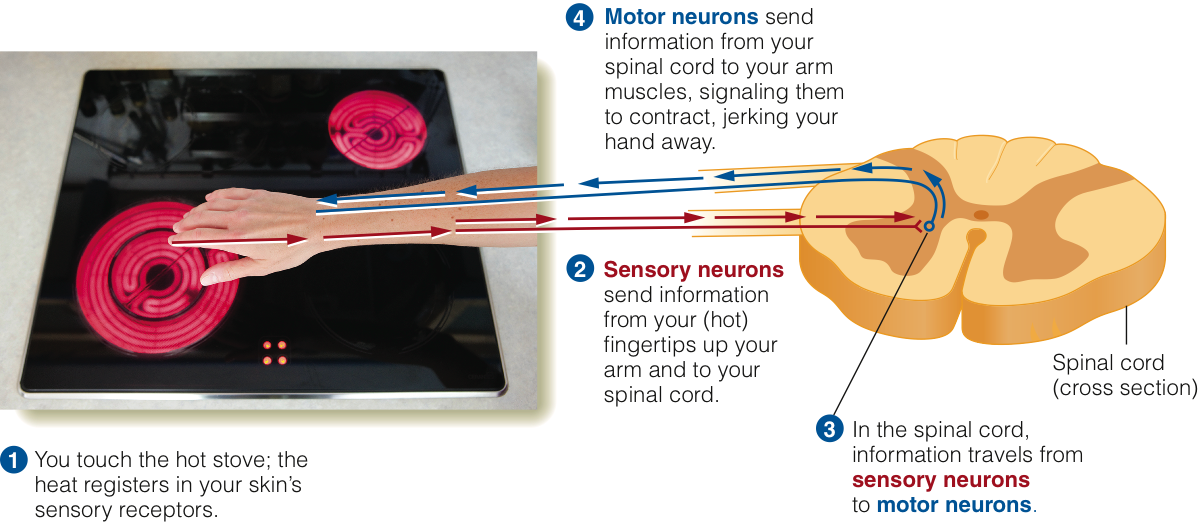 4 Motor neurons send
information from your
spinal cord to your arm
muscles, signaling them
to contract, jerking your
hand away.
2 Sensory neurons
send information
from your (hot)
fingertips up your
arm and to your
spinal cord.
Spinal cord
(cross section)
3 In the spinal cord,
information travels from
sensory neurons
to motor neurons.
1 You touch the hot stove; the
heat registers in your skin's
sensory receptors.